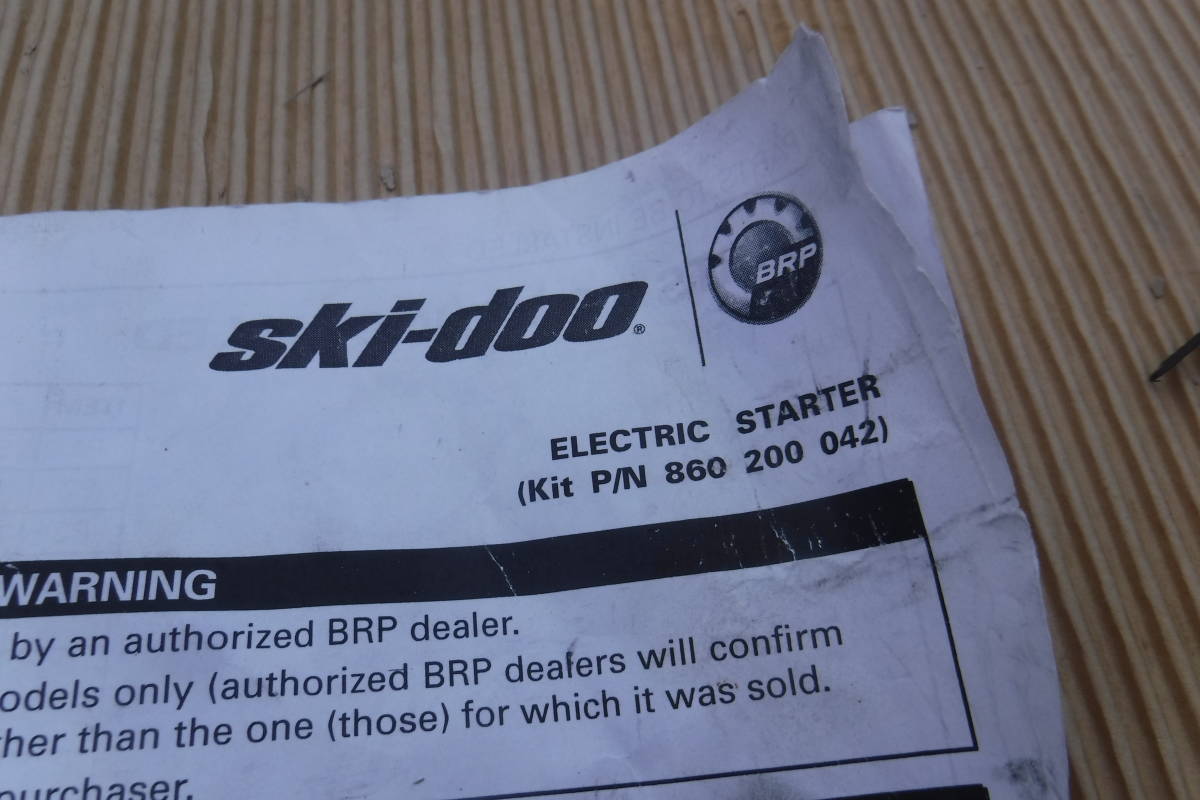 ski-doo®
BRP
ELECTRIC STARTER
(Kit P/N 860 200 042)
WARNING
by an authorized BRP dealer.
odels only (authorized BRP dealers will confirm
her than the one (those) for which it was sold.
ourchaser.